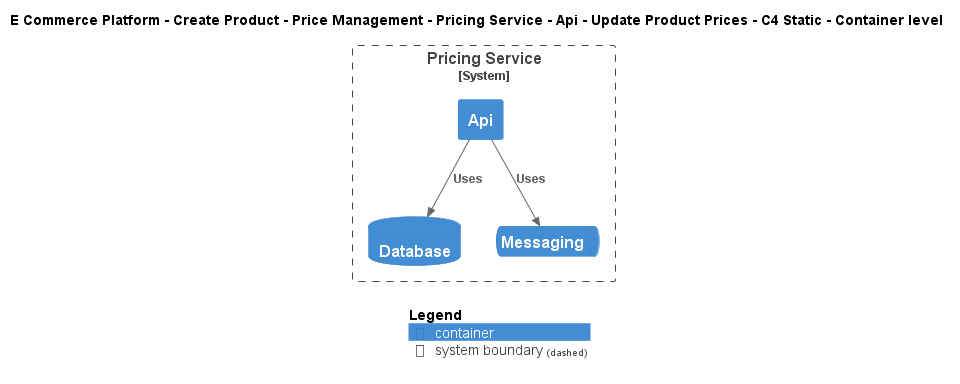 E Commerce Platform - Create Product - Price Management - Pricing Service - Api - Update Product Prices - C4 Static - Container level
Pricing Service
[System]
Api
Uses
Uses
Database
Messaging
Legend
container
system boundary (dashed)